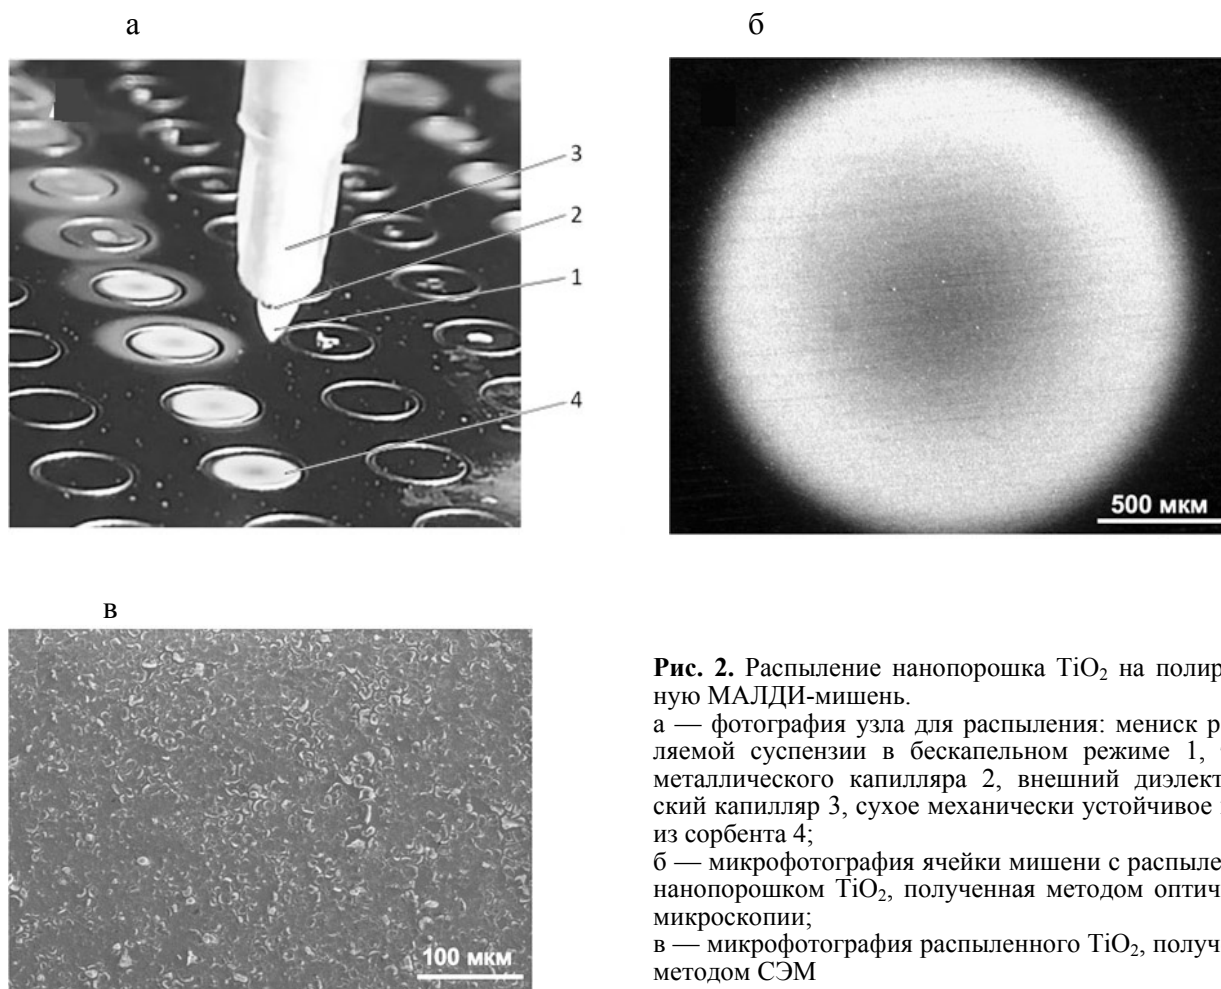 а
б
3
2
1
4
500 мкм
в
100 мкм
Рис. 2. Распыление нанопорошка TiO₂ на полир
ную МАЛДИ-мишень.
а — фотография узла для распыления: мениск р
ляемой суспензии в бескапельном режиме 1,
металлического капилляра 2, внешний диэлект
ский капилляр 3, сухое механически устойчивое
из сорбента 4;
б — микрофотография ячейки мишени с распыле
нанопорошком TiO₂, полученная методом оптич
микроскопии;
в — микрофотография распыленного TiO₂, получ
методом СЭМ